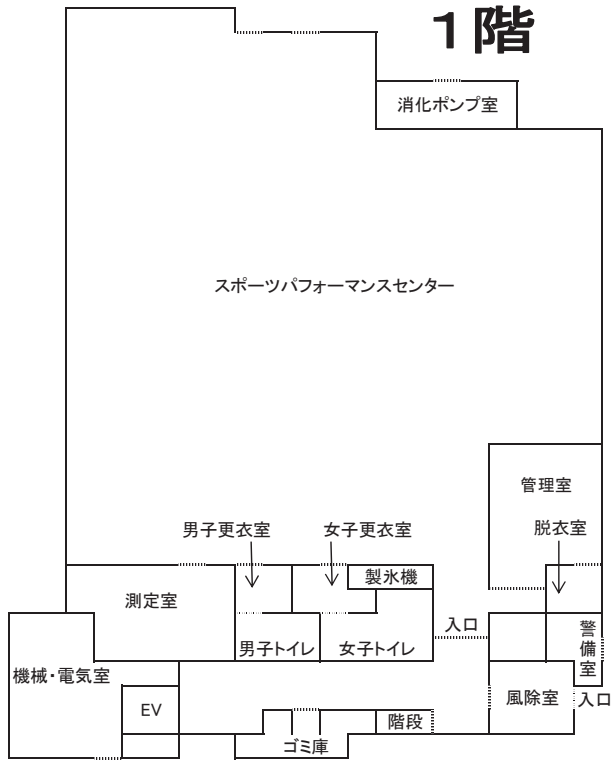 1階
消化ポンプ室
スポーツパフォーマンスセンター
管理室
男子更衣室
女子更衣室
脱衣室
製氷機
測定室
入口
警備室
男子トイレ
女子トイレ
機械・電気室
EV
風除室
入口
階段
ゴミ庫